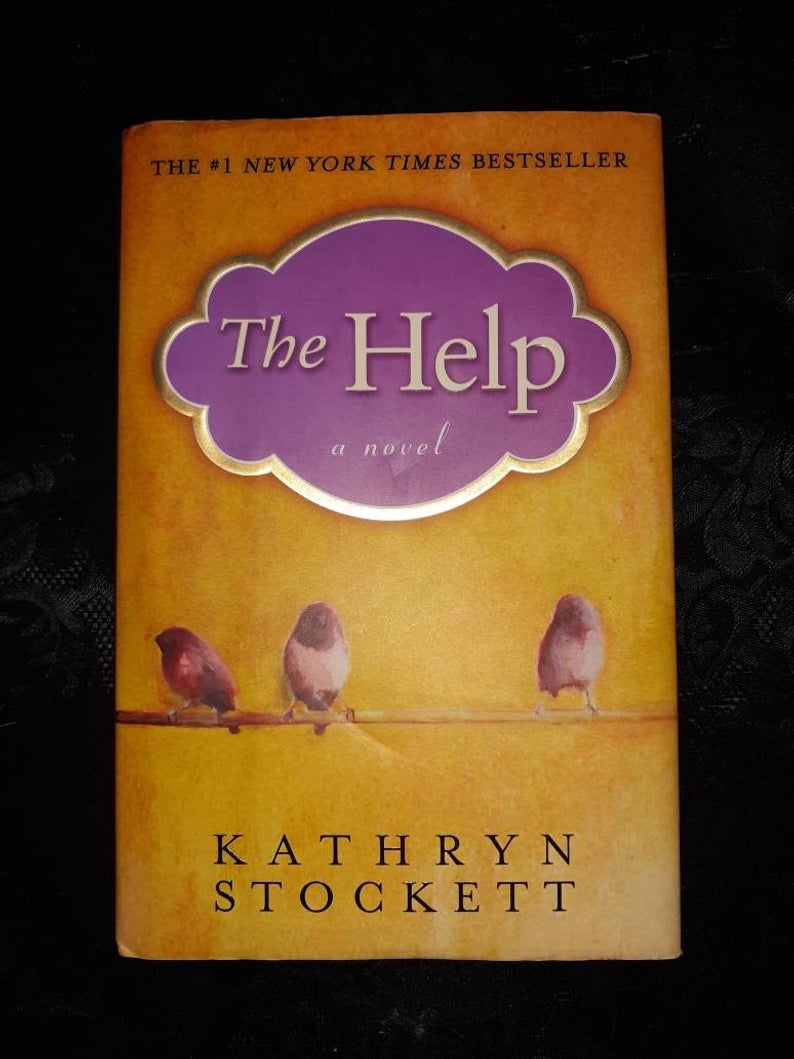 THE #1 NEW YORK TIMES BESTSELLER
The Help
a novel
KATHRYN
STOCKETT